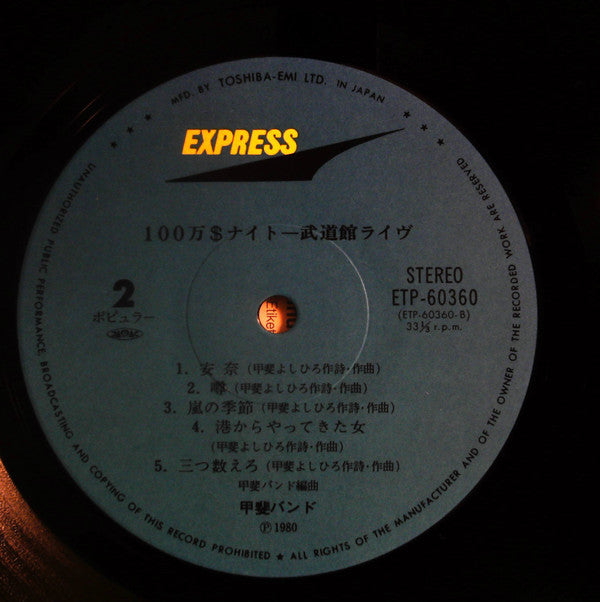 MFD. BY TOSHIBA-EMI LTD. IN JAPAN
EXPRESS
100万$ナイト―武道館ライヴ
2
ポピュラー
STEREO
ETP-60360
(ETP-60360-B)
33⅓ r.p.m.
Etiket
1. 安奈 (甲斐よしひろ作詩・作曲)
2. 噂 (甲斐よしひろ作詩・作曲)
3. 嵐の季節 (甲斐よしひろ作詩・作曲)
4. 港からやってきた女
(甲斐よしひろ作詩・作曲)
5. 三つ数えろ (甲斐よしひろ作詩・作曲)
甲斐バンド編曲
甲斐バンド
Ⓟ 1980
UNAUTHORIZED PUBLIC PERFORMANCE, BROADCASTING AND COPYING OF THIS RECORD PROHIBITED ★ ALL RIGHTS OF THE MANUFACTURER AND OF THE OWNER OF THE RECORDED WORK ARE RESERVED